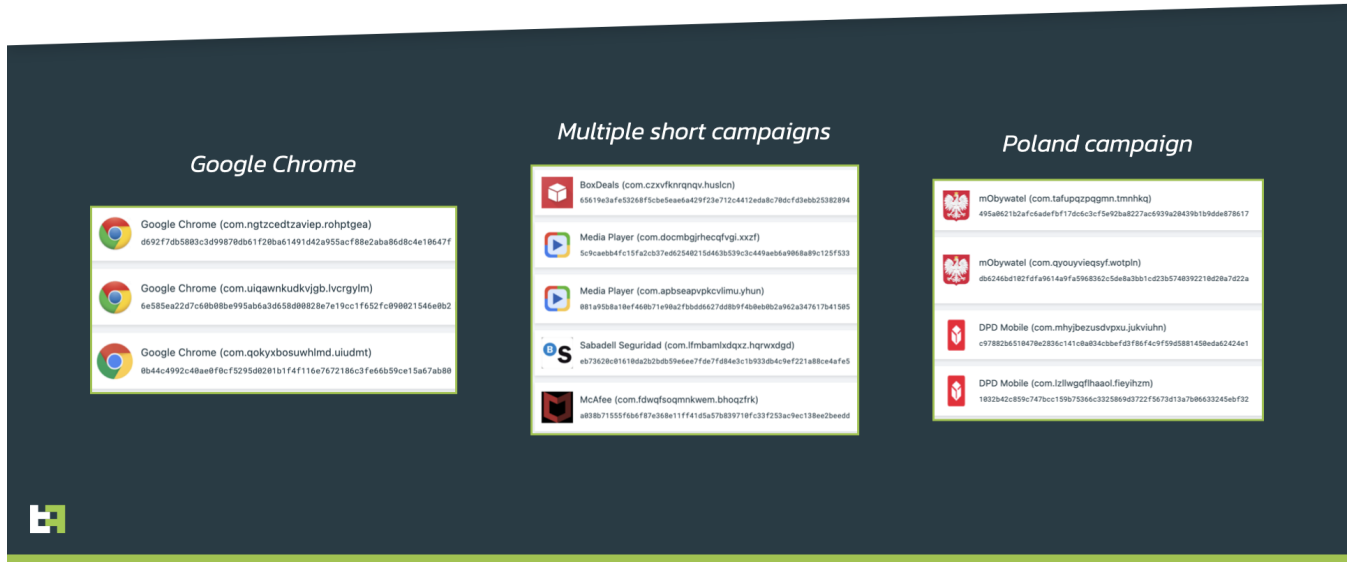 Google Chrome
Google Chrome (com.ngtzcedtzaviep.rohptgea)
d692f7db5803c3d99870db61f20ba61491d42a955acf88e2aba86d8c4e10647f
Google Chrome (com.uiqawnkudkvjgb.lvcrgylm)
6e585ea22d7c60b08be995ab6a3d658d00828e7e19cc1f652fc090021546e0b2
Google Chrome (com.qokyxbosuwhlmd.uiudmt)
0b44c4992c40ae0f0cf5295d0201b1f4f116e7672186c3fe66b59ce15a67ab80
Multiple short campaigns
BoxDeals (com.czxvfknrqnqv.huslcn)
65619e3afe53268f5cbe5eae6a429f23e712c4412eda8c70dcfd3ebb25382894
Media Player (com.docmbgjrhecqfvgi.xxzf)
5c9caebb4fc15fa2cb37ed62540215d463b539c3c449aeb6a9068a89c125f533
Media Player (com.apbseapvpkcvlimu.yhun)
081a95b8a10ef460b71e90a2fbbdd6627dd8b9f4b0eb0b2a962a347617b41505
Sabadell Seguridad (com.lfmbamlxdqxz.hqrwxdgd)
eb73620c01610da2b2bdb59e6ee7fde7fd84e3c1b933db4c9ef221a88ce4afe5
McAfee (com.fdwqfsoqmnkwem.bhoqzfrk)
a038b71555f6b6f87e368e11ff41d5a57b839710fc33f253ac9ec138ee2beedd
Poland campaign
mObywatel (com.tafupqzpqgmn.tmnhkq)
495a0621b2afc6adefbf17dc6c3cf5e92ba8227ac6939a20439b1b9dde878617
mObywatel (com.qyouyvieqsyf.wotpln)
db6246bd102fdfa9614a9fa5968362c5de8a3bb1cd23b5740392210d20a7d22a
DPD Mobile (com.mhyjbezusdvpxu.jukviuhn)
c97882b6510470e2836c141c0a034cbbefd3f86f4c9f59d5881450eda62424e1
DPD Mobile (com.lzllwgqflhaaol.fieyihzm)
1032b42c859c747bcc159b75366c3325869d3722f5673d13a7b06633245ebf32